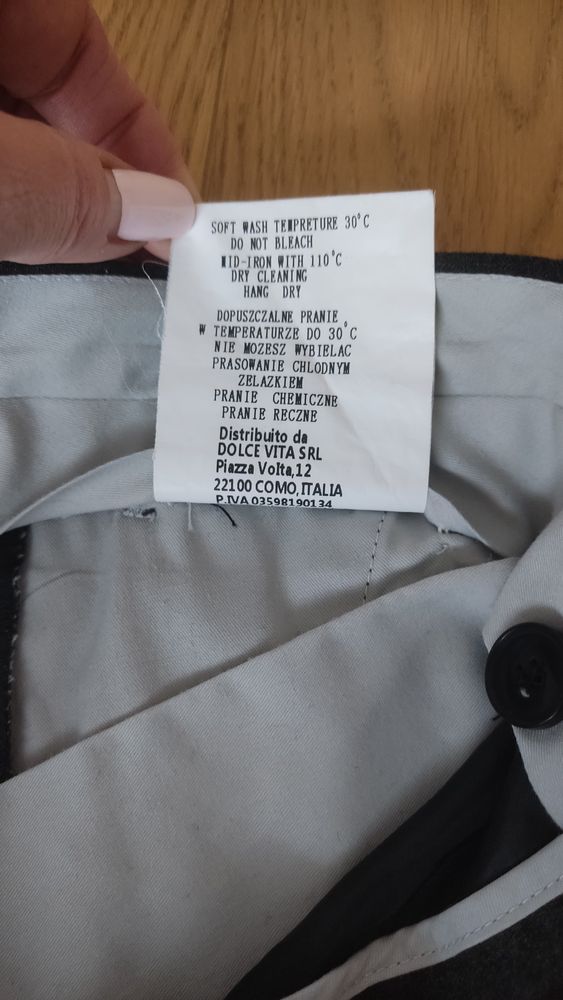 SOFT WASH TEMPRETURE 30°C
DO NOT BLEACH
MID-IRON WITH 110°C
DRY CLEANING
HANG DRY
DOPUSZCZALNE PRANIE
W TEMPERATURZE DO 30°C
NIE MOZESZ WYBIELAC
PRASOWANIE CHLODNYM
ZELAZKIEM
PRANIE CHEMICZNE
PRANIE RECZNE
Distribuito da
DOLCE VITA SRL
Piazza Volta,12
22100 COMO,ITALIA
P.IVA 03598190134